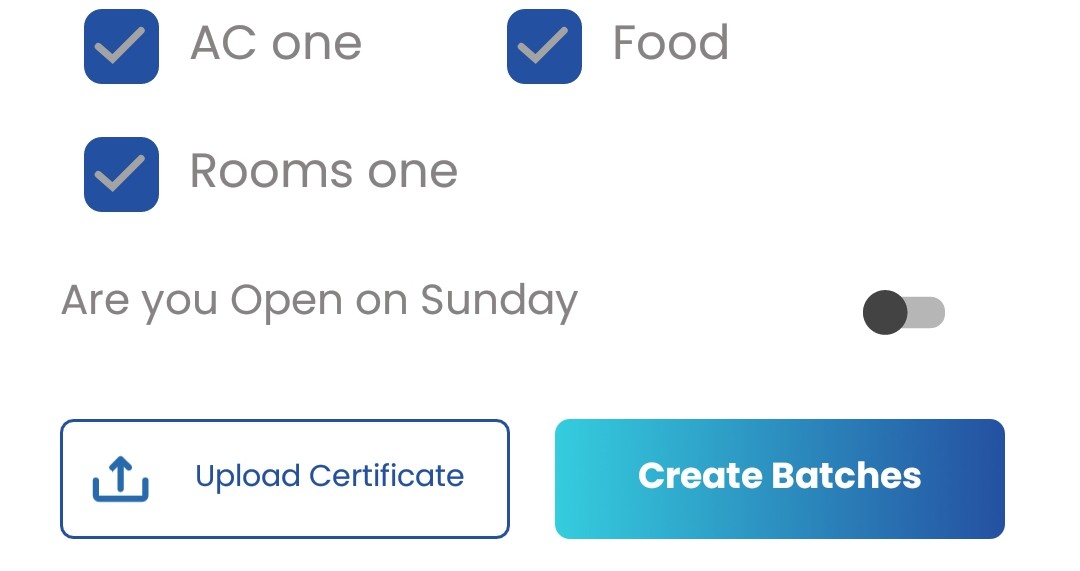 AC one
Food
Rooms one
Are you Open on Sunday
Upload Certificate
Create Batches